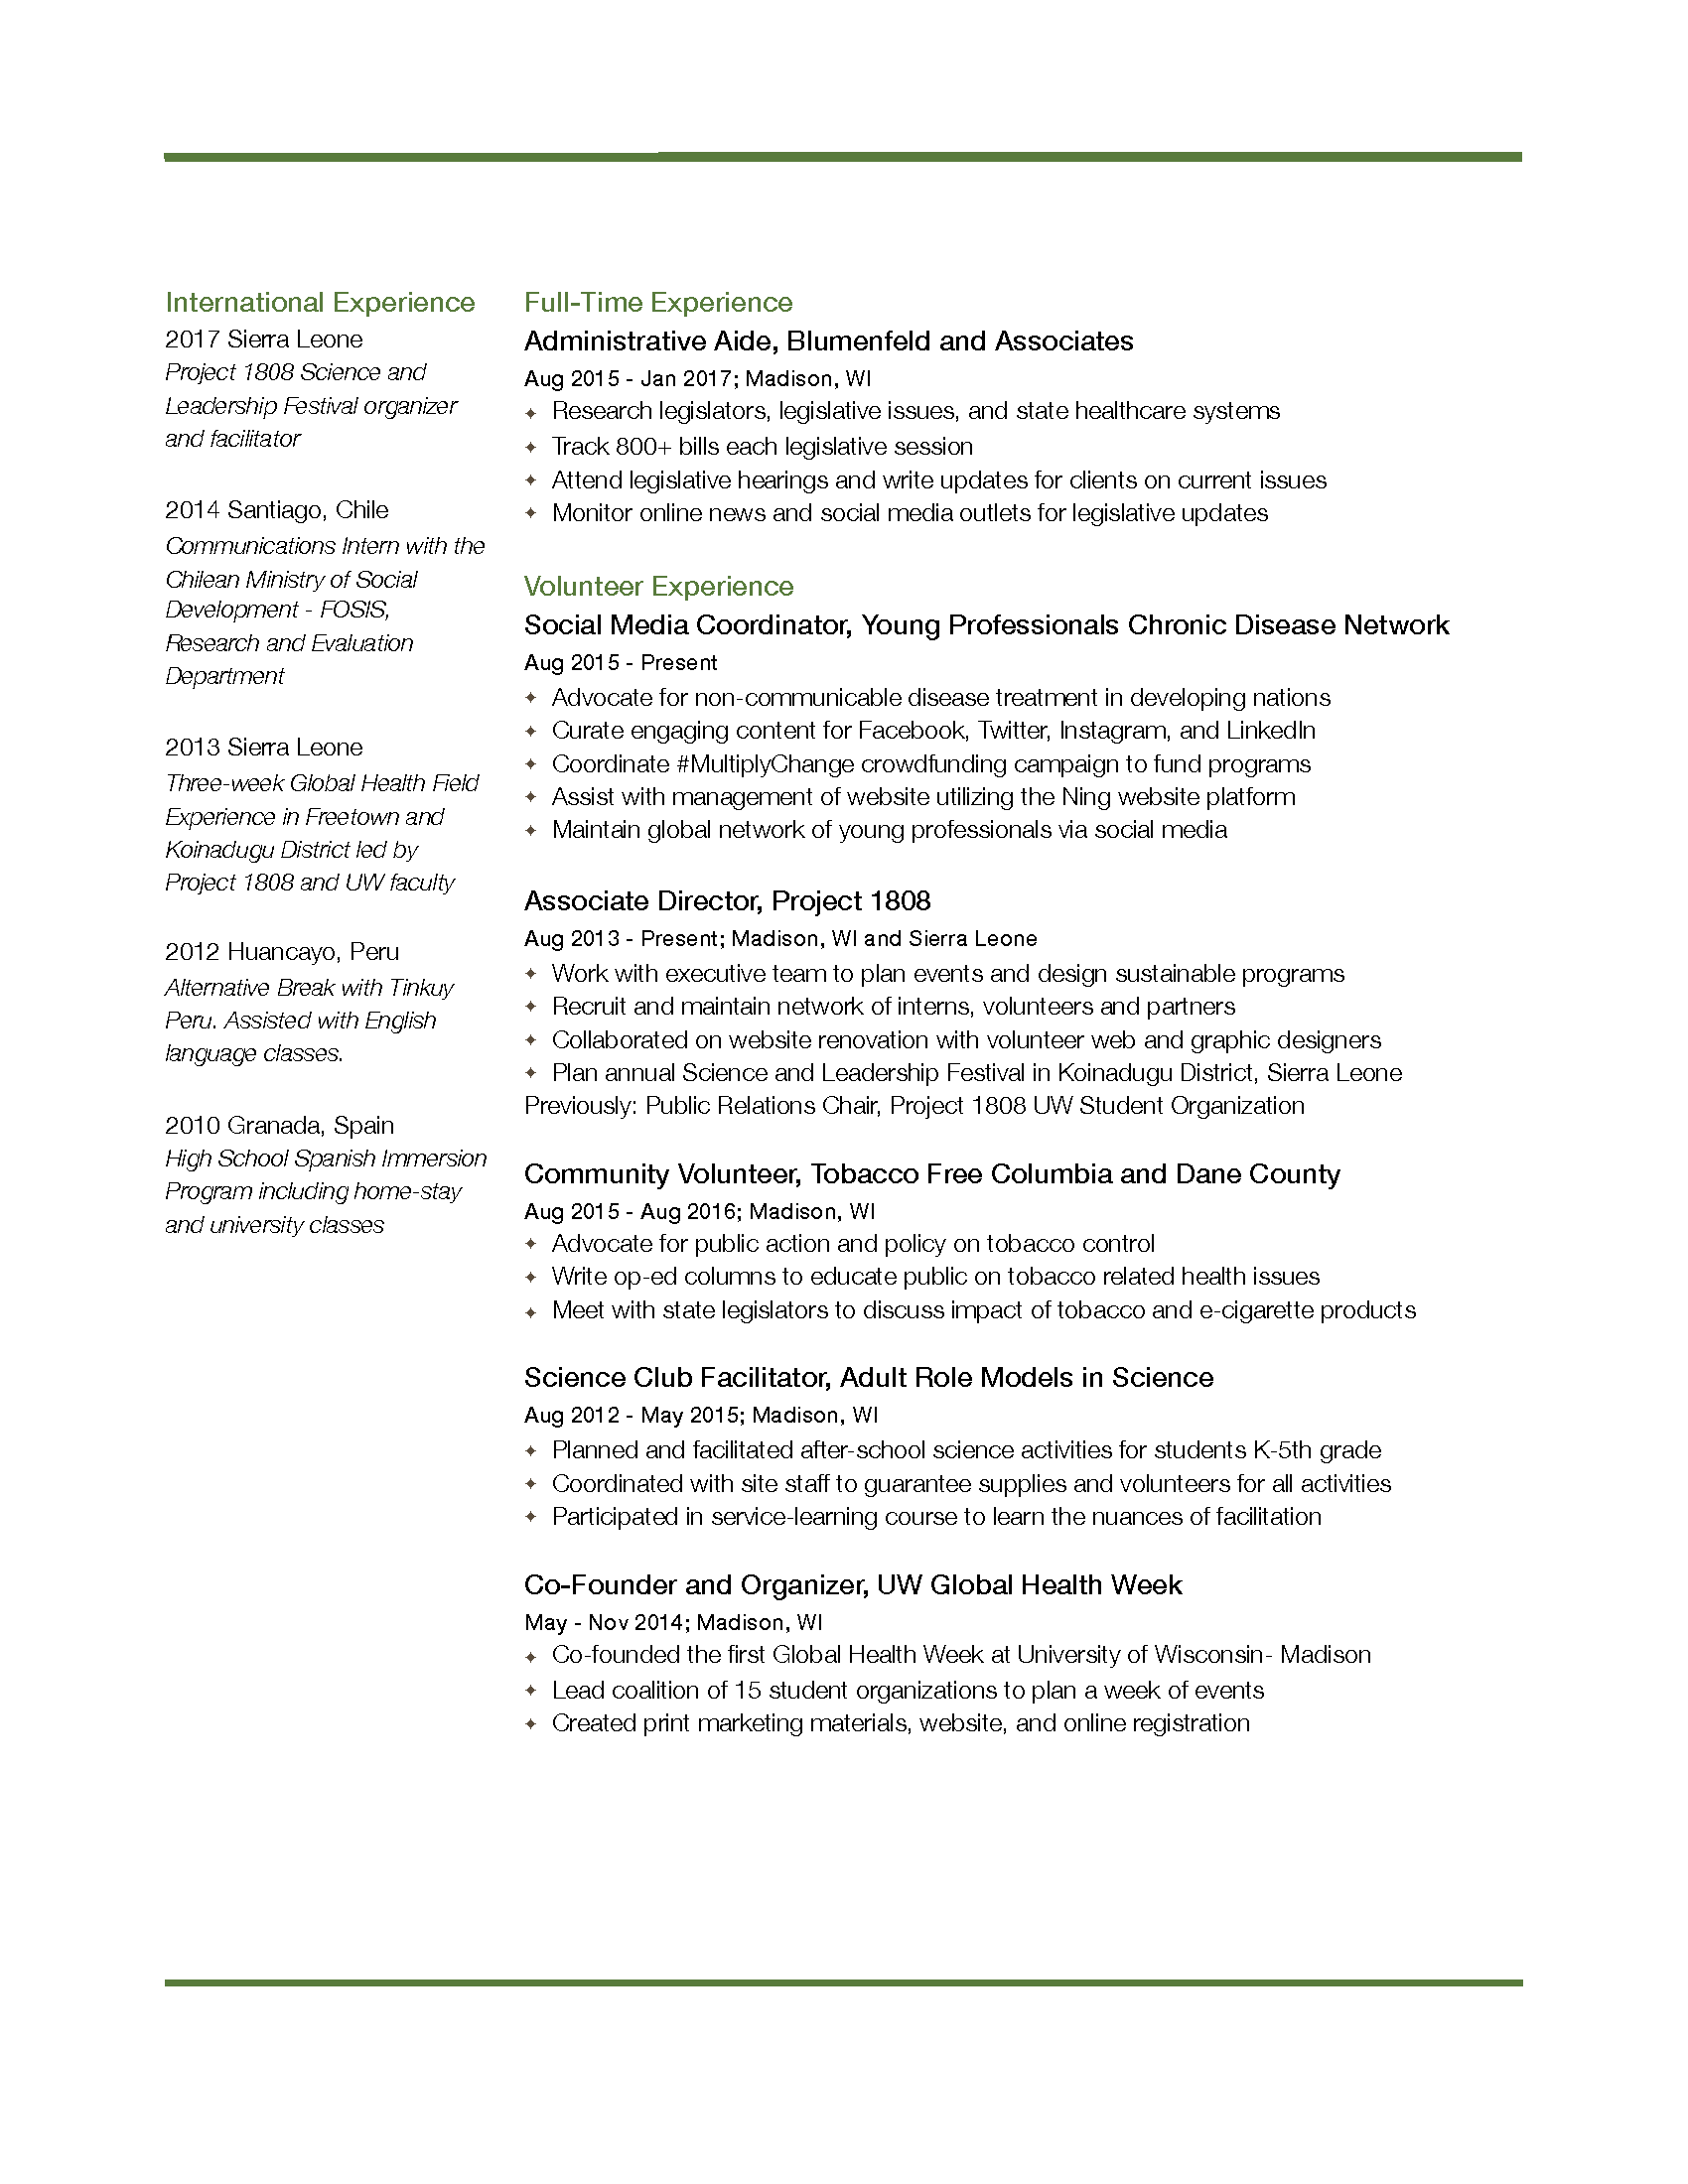 International Experience
2017 Sierra Leone
Project 1808 Science and
Leadership Festival organizer
and facilitator
2014 Santiago, Chile
Communications Intern with the
Chilean Ministry of Social
Development - FOSIS,
Research and Evaluation
Department
2013 Sierra Leone
Three-week Global Health Field
Experience in Freetown and
Koinadugu District led by
Project 1808 and UW faculty
2012 Huancayo, Peru
Alternative Break with Tinkuy
Peru. Assisted with English
language classes.
2010 Granada, Spain
High School Spanish Immersion
Program including home-stay
and university classes
Full-Time Experience
Administrative Aide, Blumenfeld and Associates
Aug 2015 - Jan 2017; Madison, WI
✦ Research legislators, legislative issues, and state healthcare systems
✦ Track 800+ bills each legislative session
✦ Attend legislative hearings and write updates for clients on current issues
✦ Monitor online news and social media outlets for legislative updates
Volunteer Experience
Social Media Coordinator, Young Professionals Chronic Disease Network
Aug 2015 - Present
✦ Advocate for non-communicable disease treatment in developing nations
✦ Curate engaging content for Facebook, Twitter, Instagram, and LinkedIn
✦ Coordinate #MultiplyChange crowdfunding campaign to fund programs
✦ Assist with management of website utilizing the Ning website platform
✦ Maintain global network of young professionals via social media
Associate Director, Project 1808
Aug 2013 - Present; Madison, WI and Sierra Leone
✦ Work with executive team to plan events and design sustainable programs
✦ Recruit and maintain network of interns, volunteers and partners
✦ Collaborated on website renovation with volunteer web and graphic designers
✦ Plan annual Science and Leadership Festival in Koinadugu District, Sierra Leone
Previously: Public Relations Chair, Project 1808 UW Student Organization
Community Volunteer, Tobacco Free Columbia and Dane County
Aug 2015 - Aug 2016; Madison, WI
✦ Advocate for public action and policy on tobacco control
✦ Write op-ed columns to educate public on tobacco related health issues
✦ Meet with state legislators to discuss impact of tobacco and e-cigarette products
Science Club Facilitator, Adult Role Models in Science
Aug 2012 - May 2015; Madison, WI
✦ Planned and facilitated after-school science activities for students K-5th grade
✦ Coordinated with site staff to guarantee supplies and volunteers for all activities
✦ Participated in service-learning course to learn the nuances of facilitation
Co-Founder and Organizer, UW Global Health Week
May - Nov 2014; Madison, WI
✦ Co-founded the first Global Health Week at University of Wisconsin- Madison
✦ Lead coalition of 15 student organizations to plan a week of events
✦ Created print marketing materials, website, and online registration